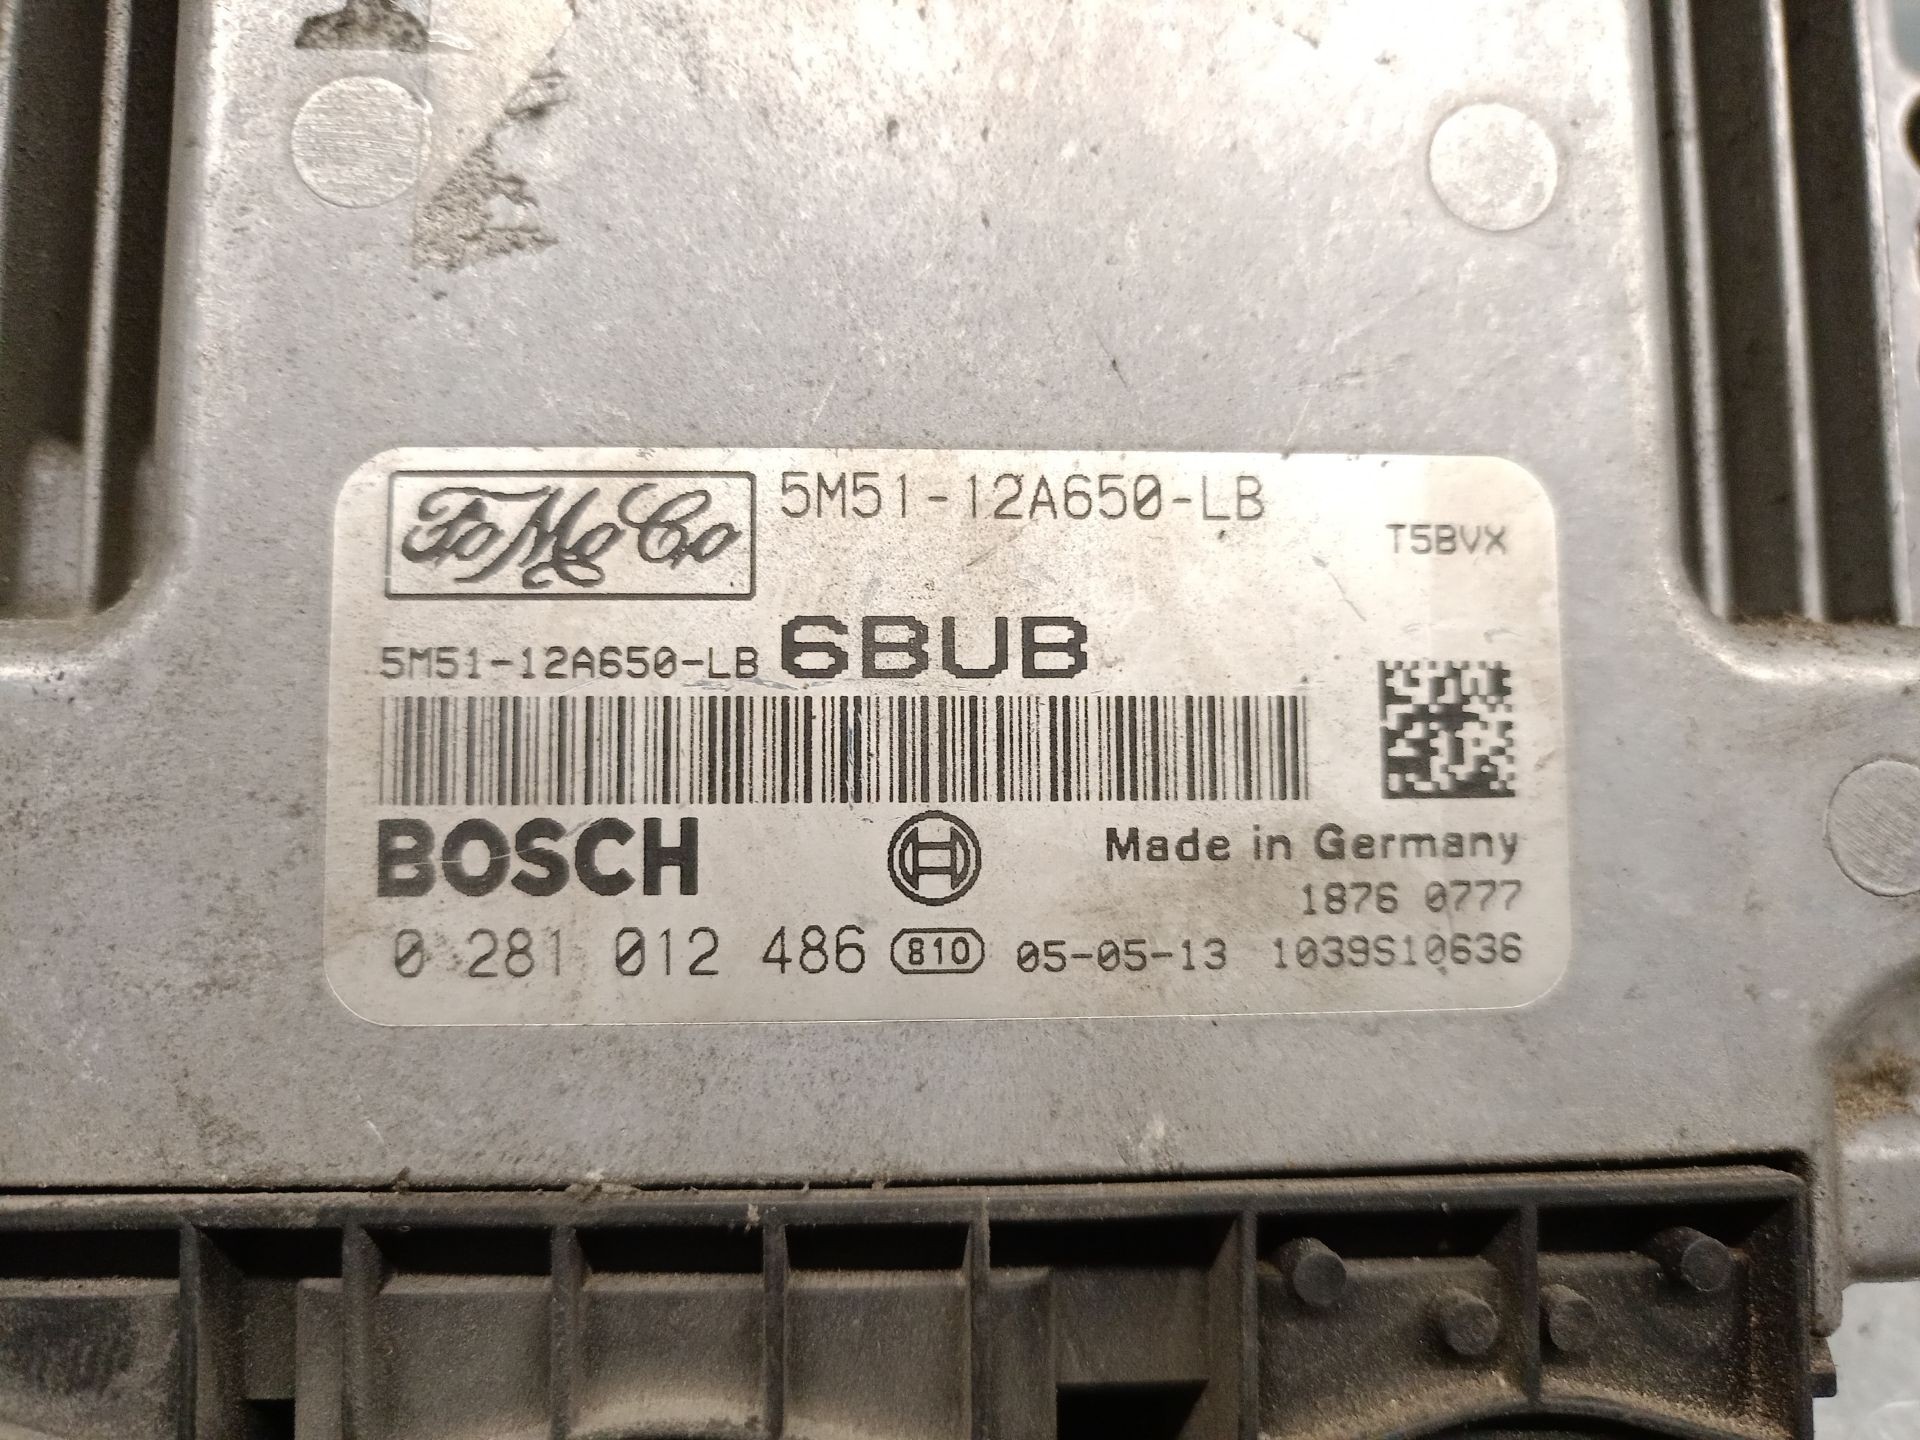 FoMoCo 5M51-12A650-LB
T5BVX
5M51-12A650-LB 6BUB
BOSCH
Made in Germany
1876 0777
0 281 012 486 810 05-05-13 1039S10636